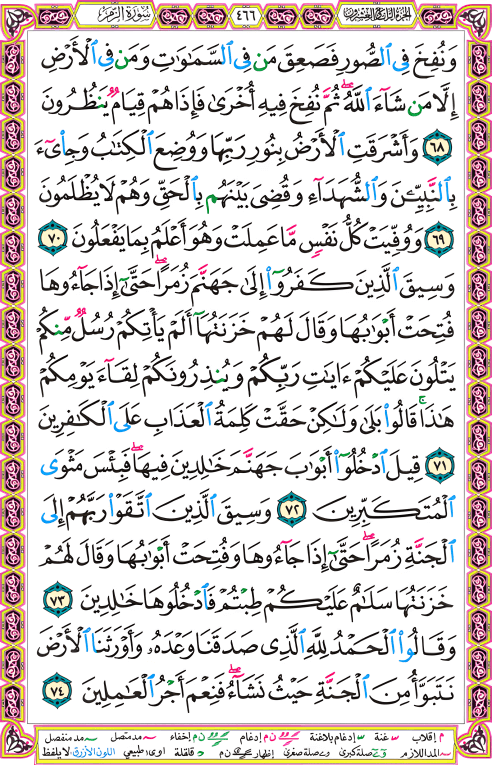 الجزء الرابع والعشرون
٤٦٦
سُورَةُ الزُّمَرِ
وَنُفِخَ فِى ٱلصُّورِ فَصَعِقَ مَن فِى ٱلسَّمَٰوَٰتِ وَمَن فِى ٱلْأَرْضِ
إِلَّا مَن شَآءَ ٱللَّهُ ۖ ثُمَّ نُفِخَ فِيهِ أُخْرَىٰ فَإِذَا هُمْ قِيَامٌ يَنظُرُونَ
٦٨ وَأَشْرَقَتِ ٱلْأَرْضُ بِنُورِ رَبِّهَا وَوُضِعَ ٱلْكِتَٰبُ وَجِا۟ىٓءَ
بِٱلنَّبِيِّۦنَ وَٱلشُّهَدَآءِ وَقُضِىَ بَيْنَهُم بِٱلْحَقِّ وَهُمْ لَا يُظْلَمُونَ
٦٩ وَوُفِّيَتْ كُلُّ نَفْسٍ مَّا عَمِلَتْ وَهُوَ أَعْلَمُ بِمَا يَفْعَلُونَ ٧٠
وَسِيقَ ٱلَّذِينَ كَفَرُوٓا۟ إِلَىٰ جَهَنَّمَ زُمَرًا ۖ حَتَّىٰٓ إِذَا جَآءُوهَا
فُتِحَتْ أَبْوَٰبُهَا وَقَالَ لَهُمْ خَزَنَتُهَآ أَلَمْ يَأْتِكُمْ رُسُلٌ مِّنكُمْ
يَتْلُونَ عَلَيْكُمْ ءَايَٰتِ رَبِّكُمْ وَيُنذِرُونَكُمْ لِقَآءَ يَوْمِكُمْ
هَٰذَا ۚ قَالُوا۟ بَلَىٰ وَلَٰكِنْ حَقَّتْ كَلِمَةُ ٱلْعَذَابِ عَلَى ٱلْكَٰفِرِينَ
٧١ قِيلَ ٱدْخُلُوٓا۟ أَبْوَٰبَ جَهَنَّمَ خَٰلِدِينَ فِيهَا ۖ فَبِئْسَ مَثْوَى
ٱلْمُتَكَبِّرِينَ ٧٢ وَسِيقَ ٱلَّذِينَ ٱتَّقَوْا۟ رَبَّهُمْ إِلَى
ٱلْجَنَّةِ زُمَرًا ۖ حَتَّىٰٓ إِذَا جَآءُوهَا وَفُتِحَتْ أَبْوَٰبُهَا وَقَالَ لَهُمْ
خَزَنَتُهَا سَلَٰمٌ عَلَيْكُمْ طِبْتُمْ فَٱدْخُلُوهَا خَٰلِدِينَ ٧٣
وَقَالُوا۟ ٱلْحَمْدُ لِلَّهِ ٱلَّذِى صَدَقَنَا وَعْدَهُۥ وَأَوْرَثَنَا ٱلْأَرْضَ
نَتَبَوَّأُ مِنَ ٱلْجَنَّةِ حَيْثُ نَشَآءُ ۖ فَنِعْمَ أَجْرُ ٱلْعَٰمِلِينَ ٧٤
م إقلاب غنة إدغام بلاغنة ن م إدغام ن م إخفاء مد متصل مد منفصل
المد اللازم صلة كبرى صلة صغرى إظهار ن م قلقلة اوى: طبيعي اللون الأزرق: لا يلفظ